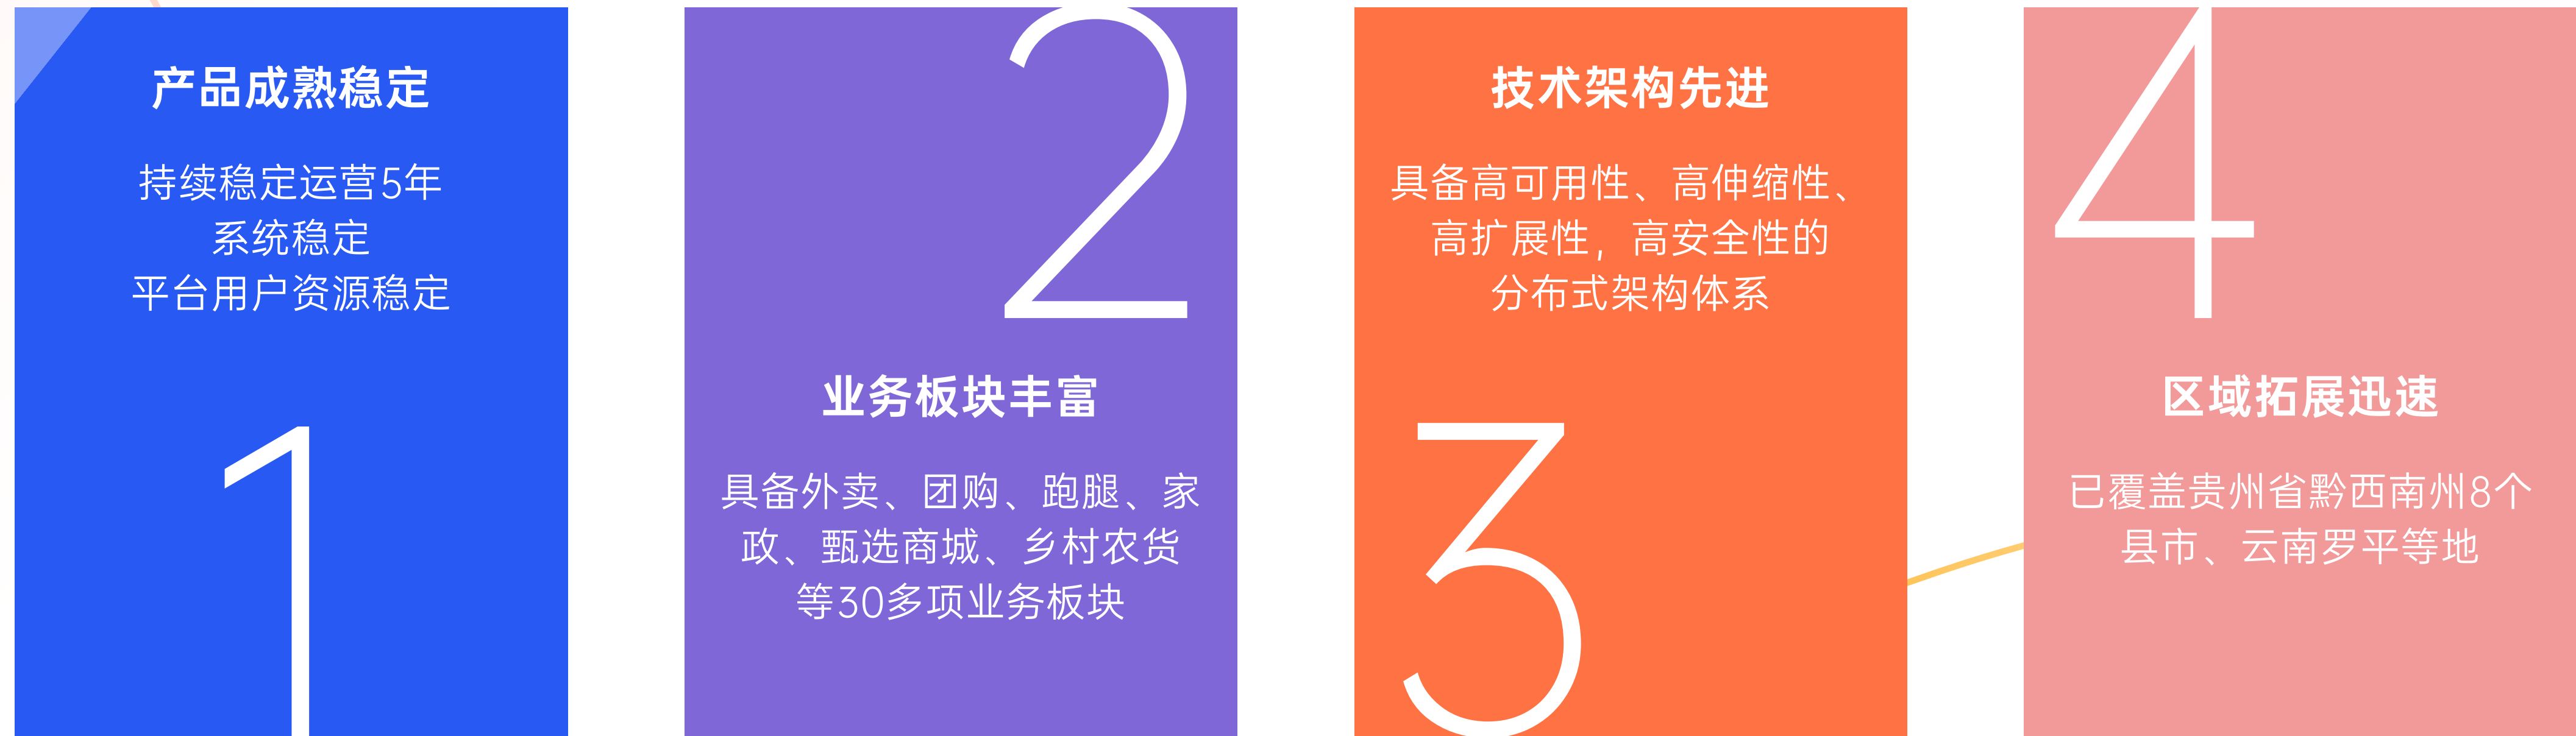 产品成熟稳定
持续稳定运营5年
系统稳定
平台用户资源稳定
1
2
业务板块丰富
具备外卖、团购、跑腿、家
政、甄选商城、乡村农货
等30多项业务板块
技术架构先进
具备高可用性、高伸缩性、
高扩展性，高安全性的
分布式架构体系
3
4
区域拓展迅速
已覆盖贵州省黔西南州8个
县市、云南罗平等地